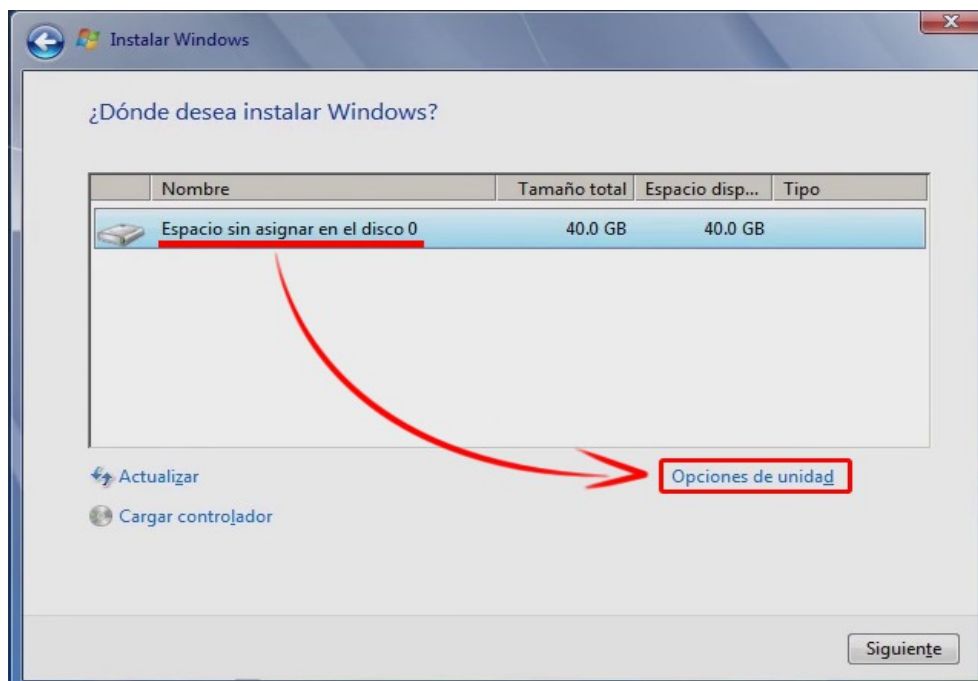 Instalar Windows
¿Dónde desea instalar Windows?
Nombre Tamaño total Espacio disp... Tipo
Espacio sin asignar en el disco 0 40.0 GB 40.0 GB
Actualizar Opciones de unidad
Cargar controlador
Siguiente